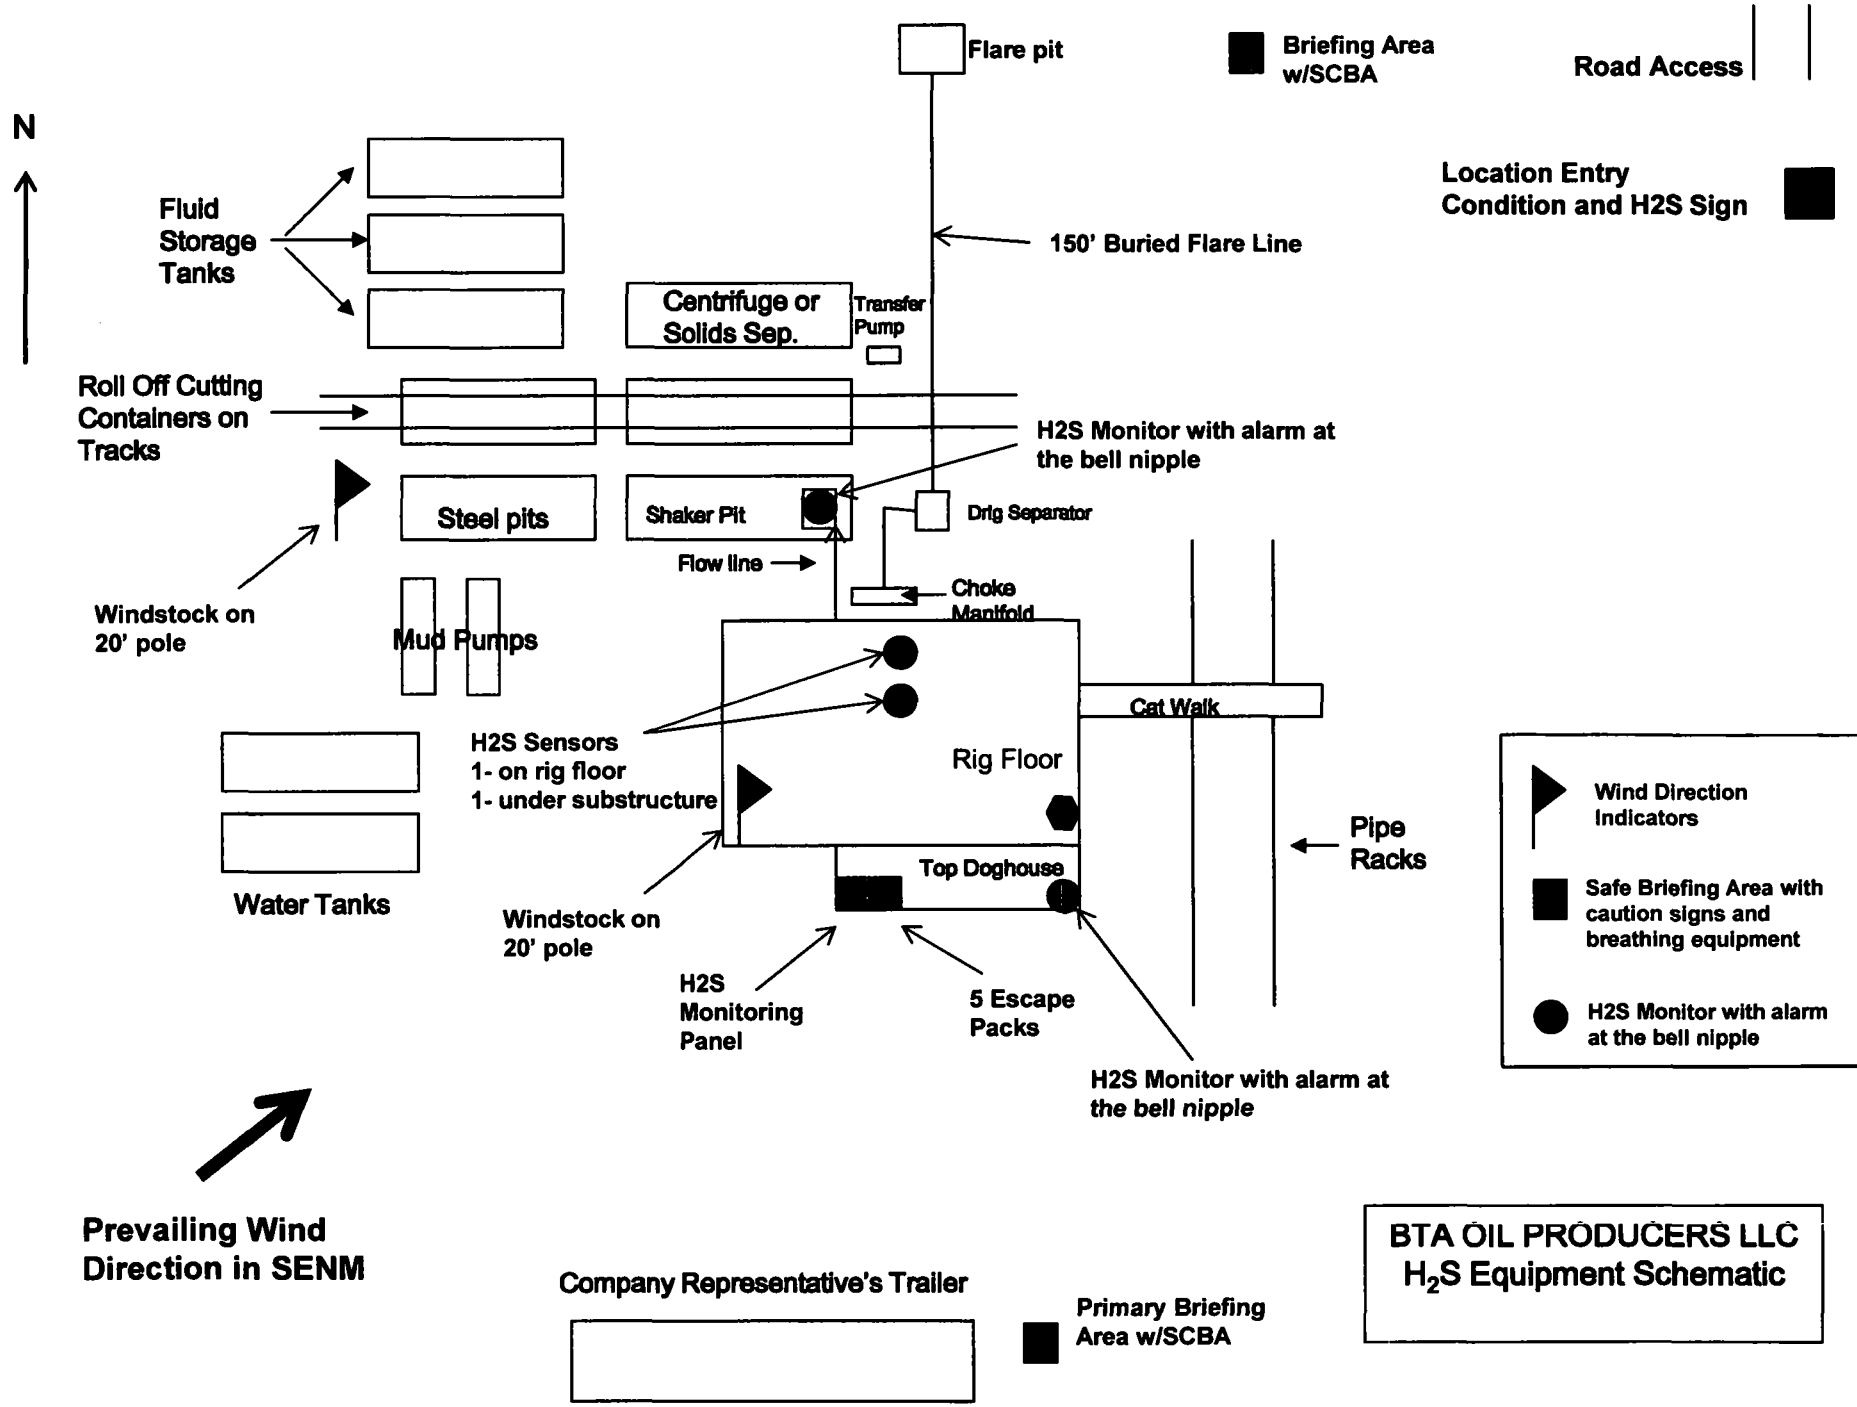 Flare pit
Briefing Area
w/SCBA
Road Access
N
Location Entry
Condition and H2S Sign
Fluid
Storage
Tanks
150' Buried Flare Line
Centrifuge or
Solids Sep.
Transfer
Pump
Roll Off Cutting
Containers on
Tracks
H2S Monitor with alarm at
the bell nipple
Steel pits
Shaker Pit
Drlg Separator
Flow line
Choke
Manifold
Windstock on
20' pole
Mud Pumps
Cat Walk
H2S Sensors
1- on rig floor
1- under substructure
Rig Floor
Wind Direction
Indicators
Pipe
Racks
Top Doghouse
Safe Briefing Area with
caution signs and
breathing equipment
Water Tanks
Windstock on
20' pole
H2S
Monitoring
Panel
5 Escape
Packs
H2S Monitor with alarm
at the bell nipple
H2S Monitor with alarm at
the bell nipple
Prevailing Wind
Direction in SENM
BTA OIL PRODUCERS LLC
H₂S Equipment Schematic
Company Representative's Trailer
Primary Briefing
Area w/SCBA